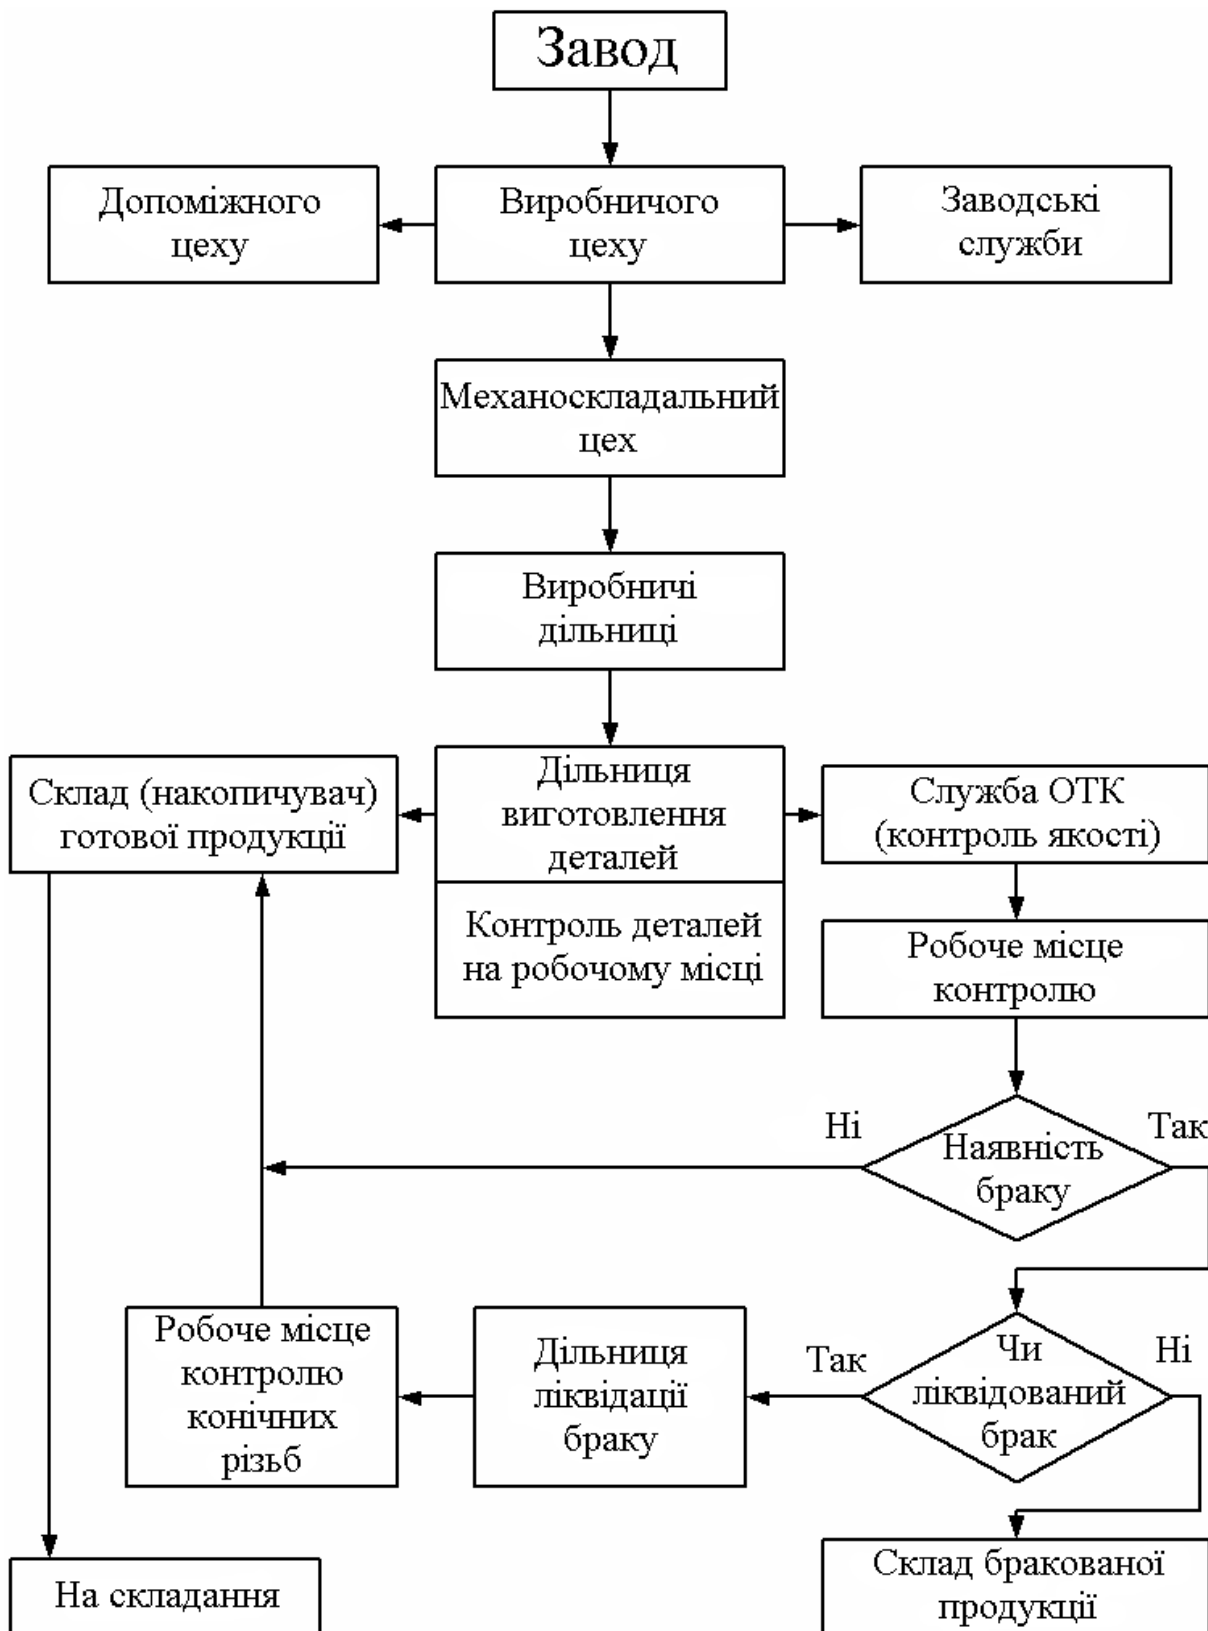 Завод
Допоміжного
цеху
Виробничого
цеху
Заводські
служби
Механоскладальний
цех
Виробничі
дільниці
Склад (накопичувач)
готової продукції
Дільниця
виготовлення
деталей
Контроль деталей
на робочому місці
Служба ОТК
(контроль якості)
Робоче місце
контролю
Ні
Наявність
браку
Так
Робоче місце
контролю
конічних
різьб
Дільниця
ліквідації
браку
Так
Чи
ліквідований
брак
Ні
На складання
Склад бракованої
продукції